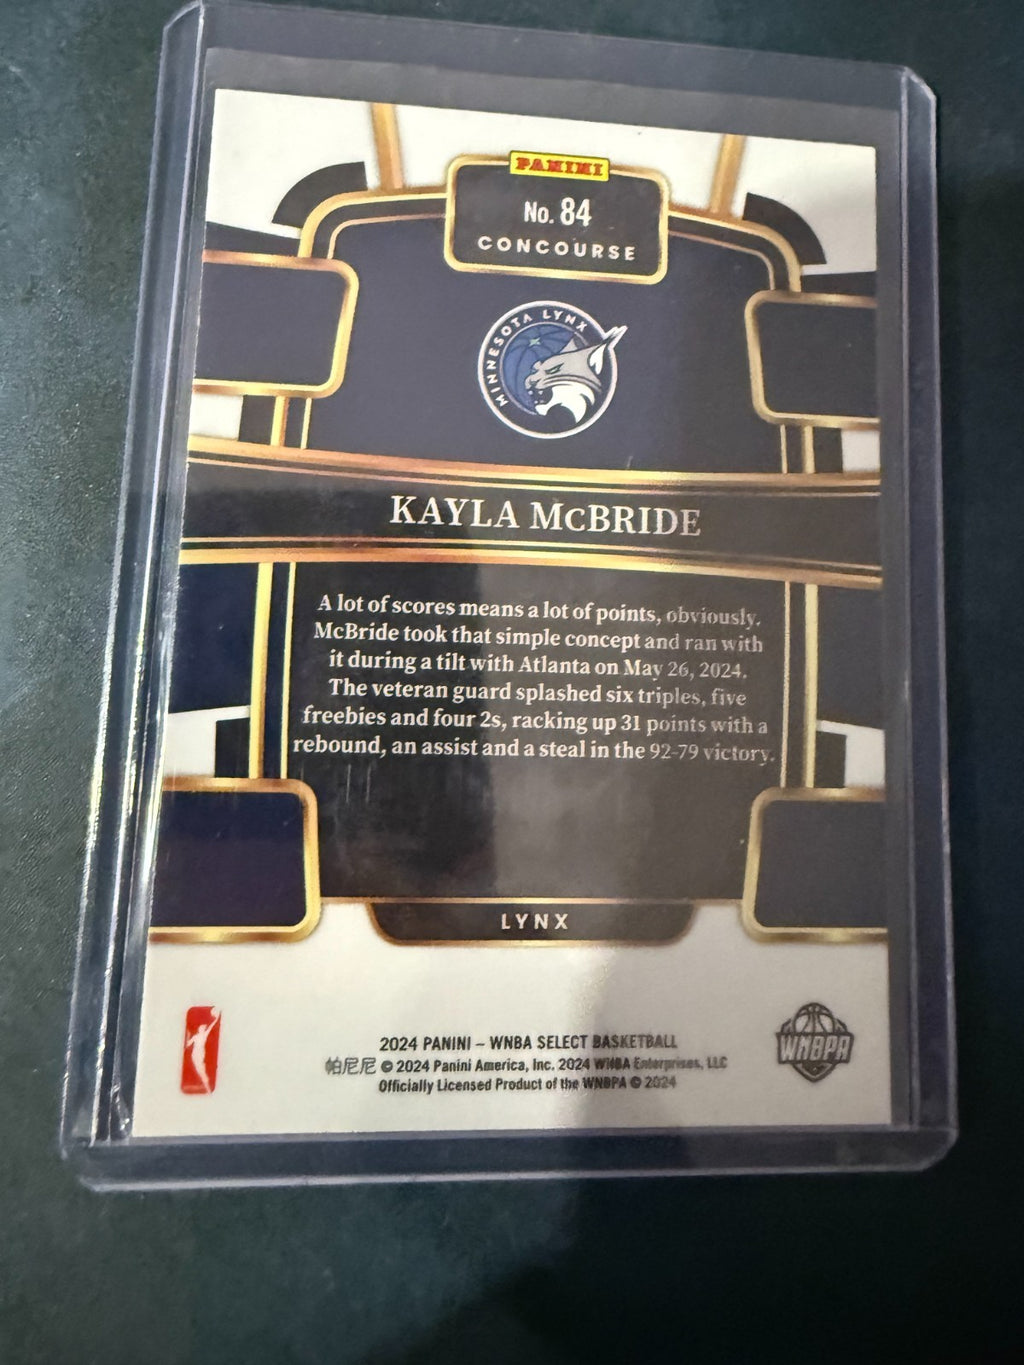 PANINI
No. 84
CONCOURSE
MINNESOTA LYNX
KAYLA McBRIDE
A lot of scores means a lot of points, obviously.
McBride took that simple concept and ran with
it during a tilt with Atlanta on May 26, 2024.
The veteran guard splashed six triples, five
freebies and four 2s, racking up 31 points with a
rebound, an assist and a steal in the 92-79 victory.
LYNX
2024 PANINI – WNBA SELECT BASKETBALL
帕尼尼 © 2024 Panini America, Inc. 2024 WNBA Enterprises, LLC
Officially Licensed Product of the WNBPA © 2024
WNBPA